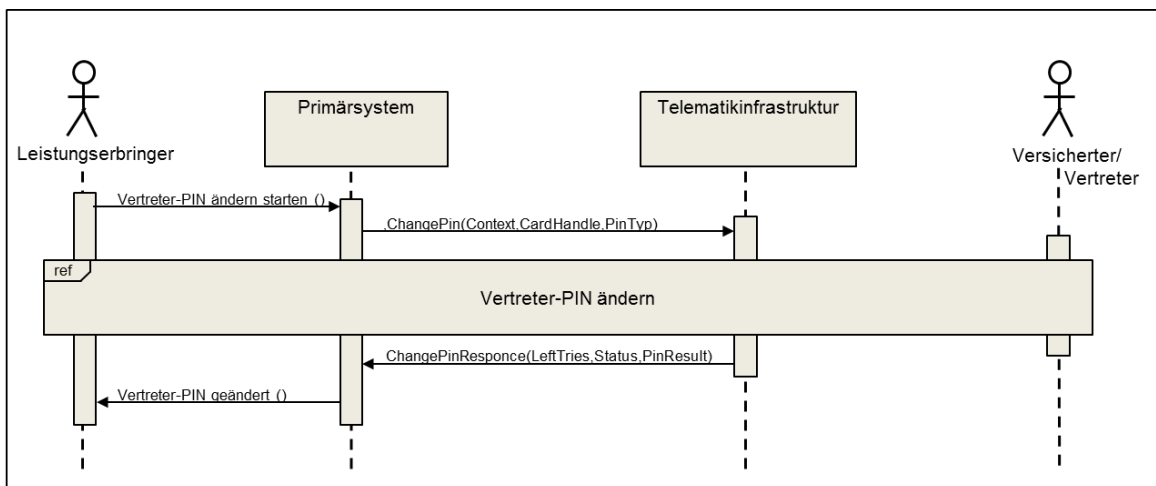 Primärsystem
Telematikinfrastruktur
Leistungserbringer
Versicherter/
Vertreter
Vertreter-PIN ändern starten ()
,ChangePin(Context,CardHandle,PinTyp)
ref
Vertreter-PIN ändern
ChangePinResponce(LeftTries,Status,PinResult)
Vertreter-PIN geändert ()